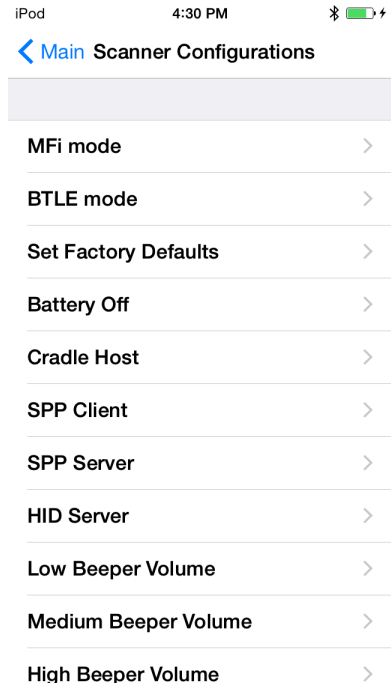 iPod 4:30 PM
Main Scanner Configurations
MFi mode
BTLE mode
Set Factory Defaults
Battery Off
Cradle Host
SPP Client
SPP Server
HID Server
Low Beeper Volume
Medium Beeper Volume
High Beeper Volume